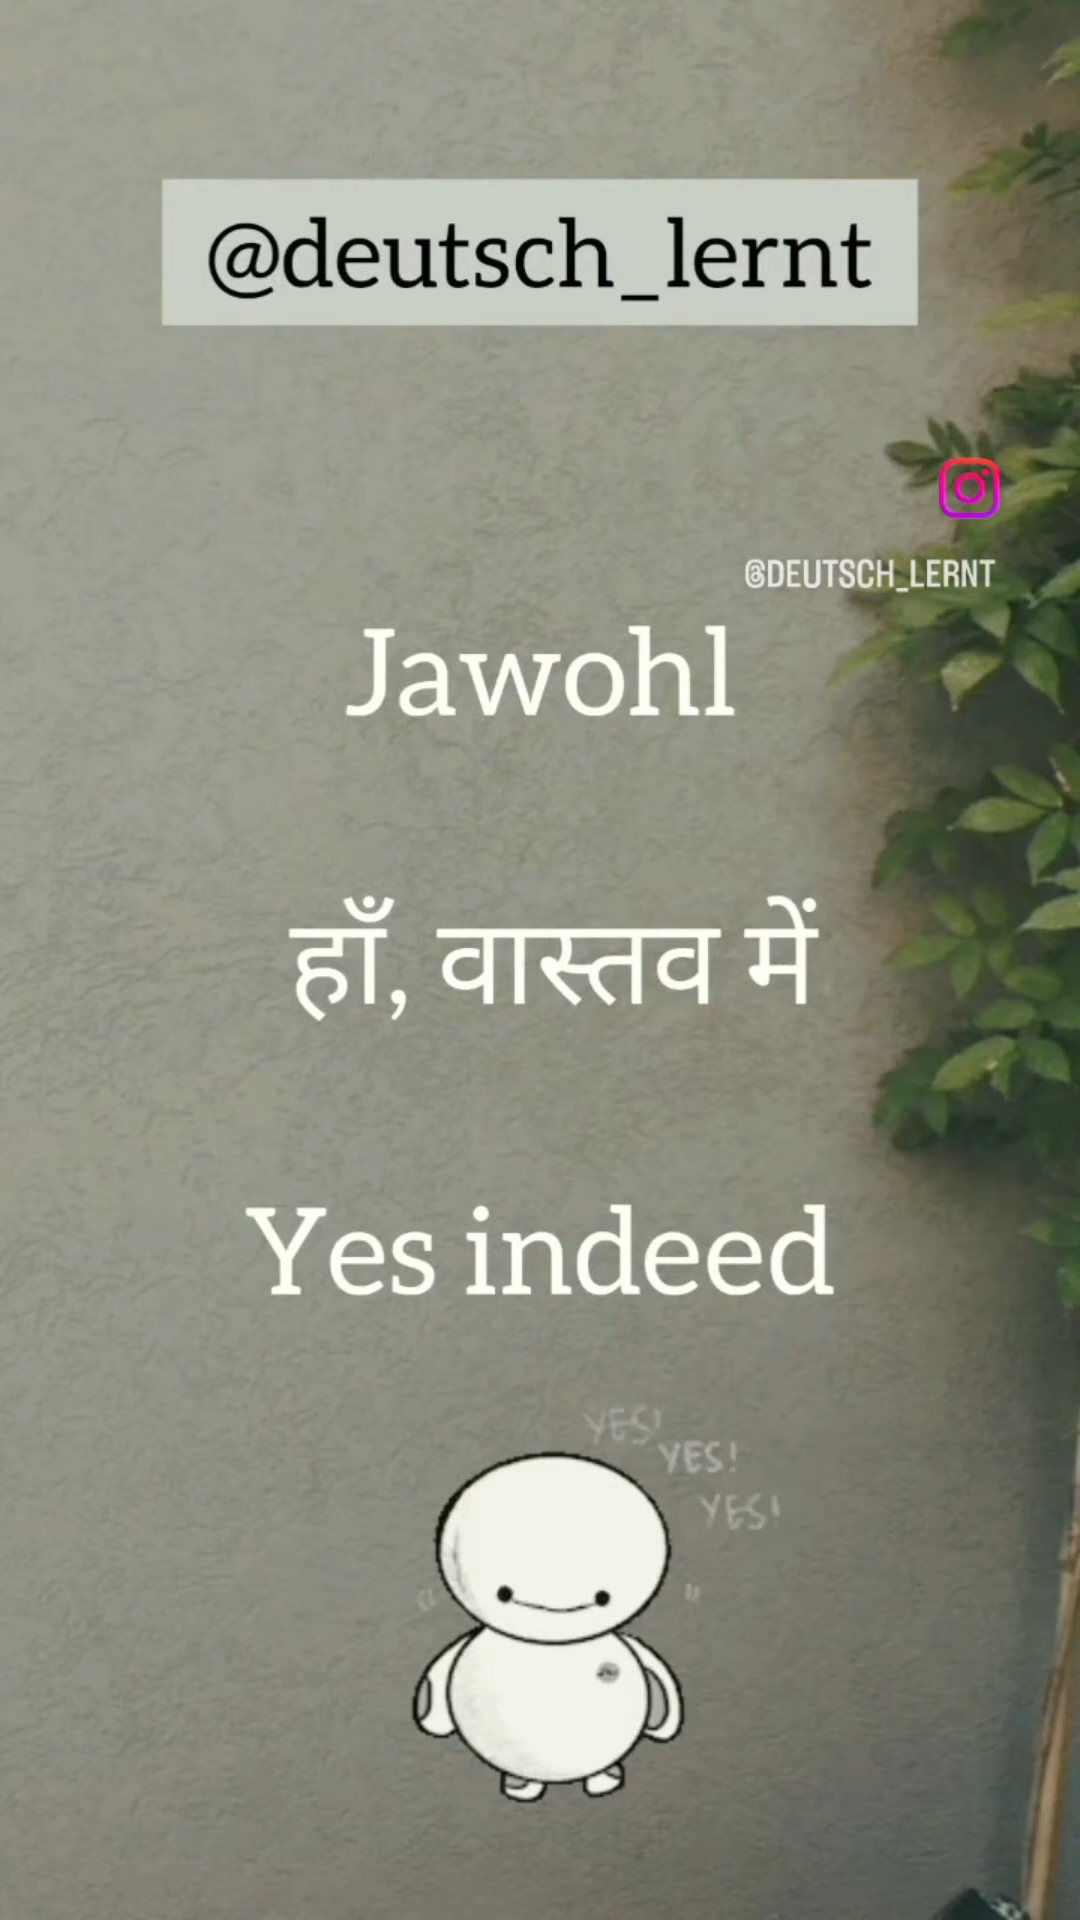 @deutsch_lernt
@DEUTSCH_LERNT
Jawohl
हाँ, वास्तव में
Yes indeed
YES!
YES!
YES!